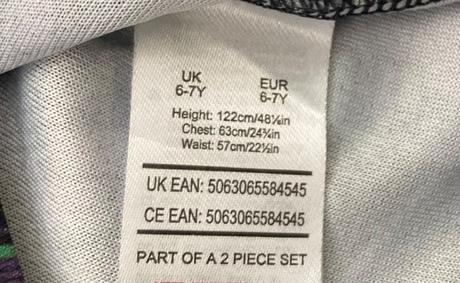 UK EUR
6-7Y 6-7Y
Height: 122cm/48¼in
Chest: 63cm/24¾in
Waist: 57cm/22½in
UK EAN: 5063065584545
CE EAN: 5063065584545
PART OF A 2 PIECE SET